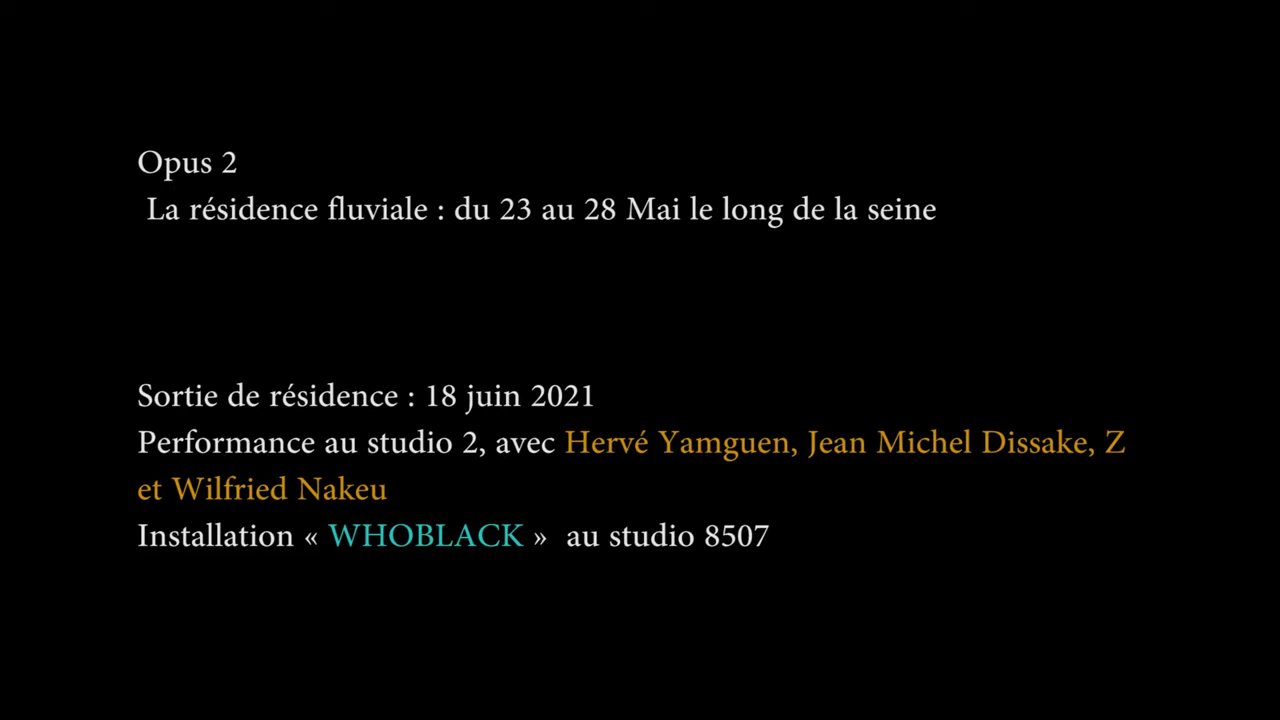 Opus 2
La résidence fluviale : du 23 au 28 Mai le long de la seine
Sortie de résidence : 18 juin 2021
Performance au studio 2, avec Hervé Yamguen, Jean Michel Dissake, Z
et Wilfried Nakeu
Installation « WHOBLACK »  au studio 8507